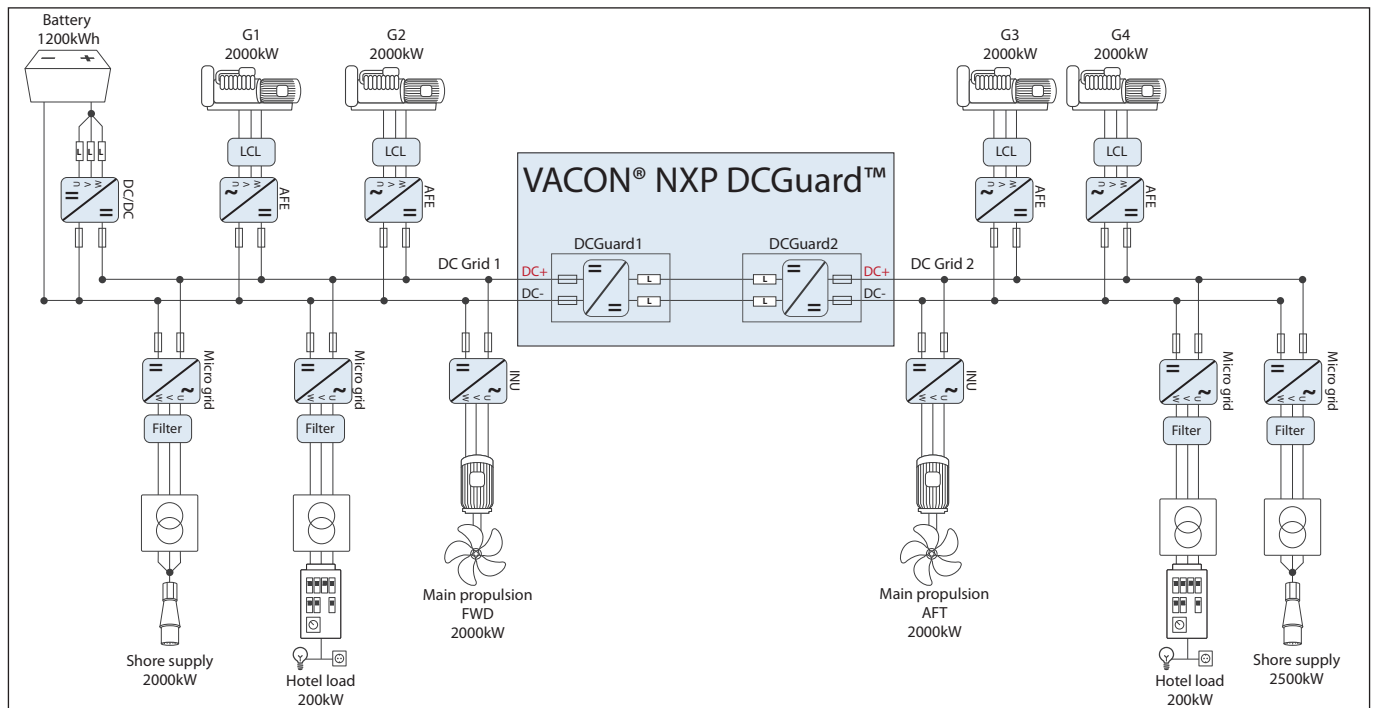 Battery
1200kWh
G1
2000kW
G2
2000kW
G3
2000kW
G4
2000kW
L L L
U V W
DC/DC
LCL
U V W
AFE
LCL
U V W
AFE
VACON® NXP DCGuard™
LCL
U V W
AFE
LCL
U V W
AFE
DC Grid 1
DC+
DC-
DCGuard1
L
L
DCGuard2
L
L
DC+
DC-
DC Grid 2
Micro grid
W V U
Filter
Shore supply
2000kW
Micro grid
W V U
Filter
Hotel load
200kW
INU
W V U
Main propulsion
FWD
2000kW
INU
W V U
Main propulsion
AFT
2000kW
Micro grid
W V U
Filter
Hotel load
200kW
Micro grid
W V U
Filter
Shore supply
2500kW